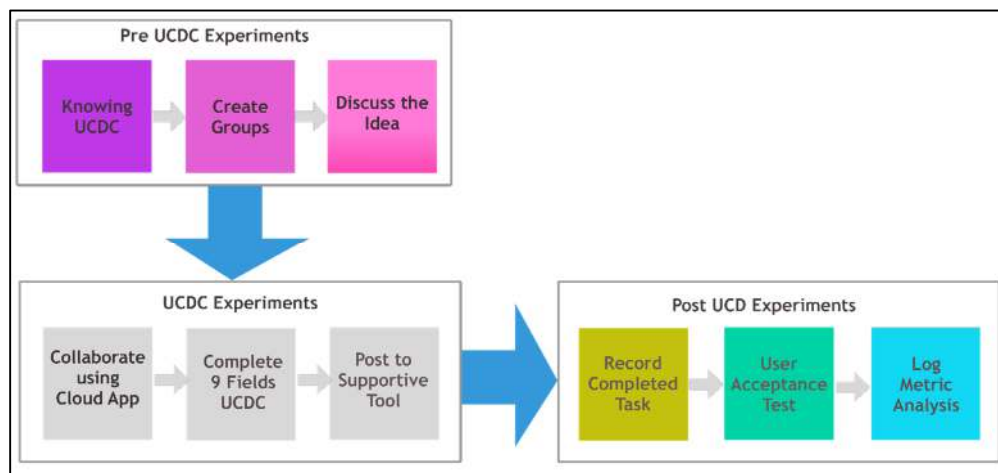 Pre UCDC Experiments
Knowing
UCDC
Create
Groups
Discuss the
Idea
UCDC Experiments
Collaborate
using
Cloud App
Complete
9 Fields
UCDC
Post to
Supportive
Tool
Post UCD Experiments
Record
Completed
Task
User
Acceptance
Test
Log
Metric
Analysis